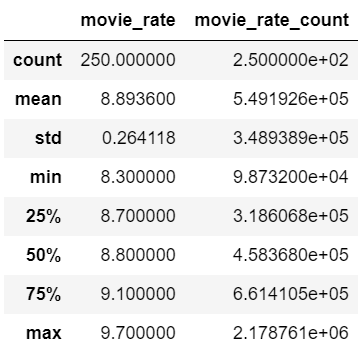 movie_rate movie_rate_count
count 250.000000 2.500000e+02
mean 8.893600 5.491926e+05
std 0.264118 3.489389e+05
min 8.300000 9.873200e+04
25% 8.700000 3.186068e+05
50% 8.800000 4.583680e+05
75% 9.100000 6.614105e+05
max 9.700000 2.178761e+06